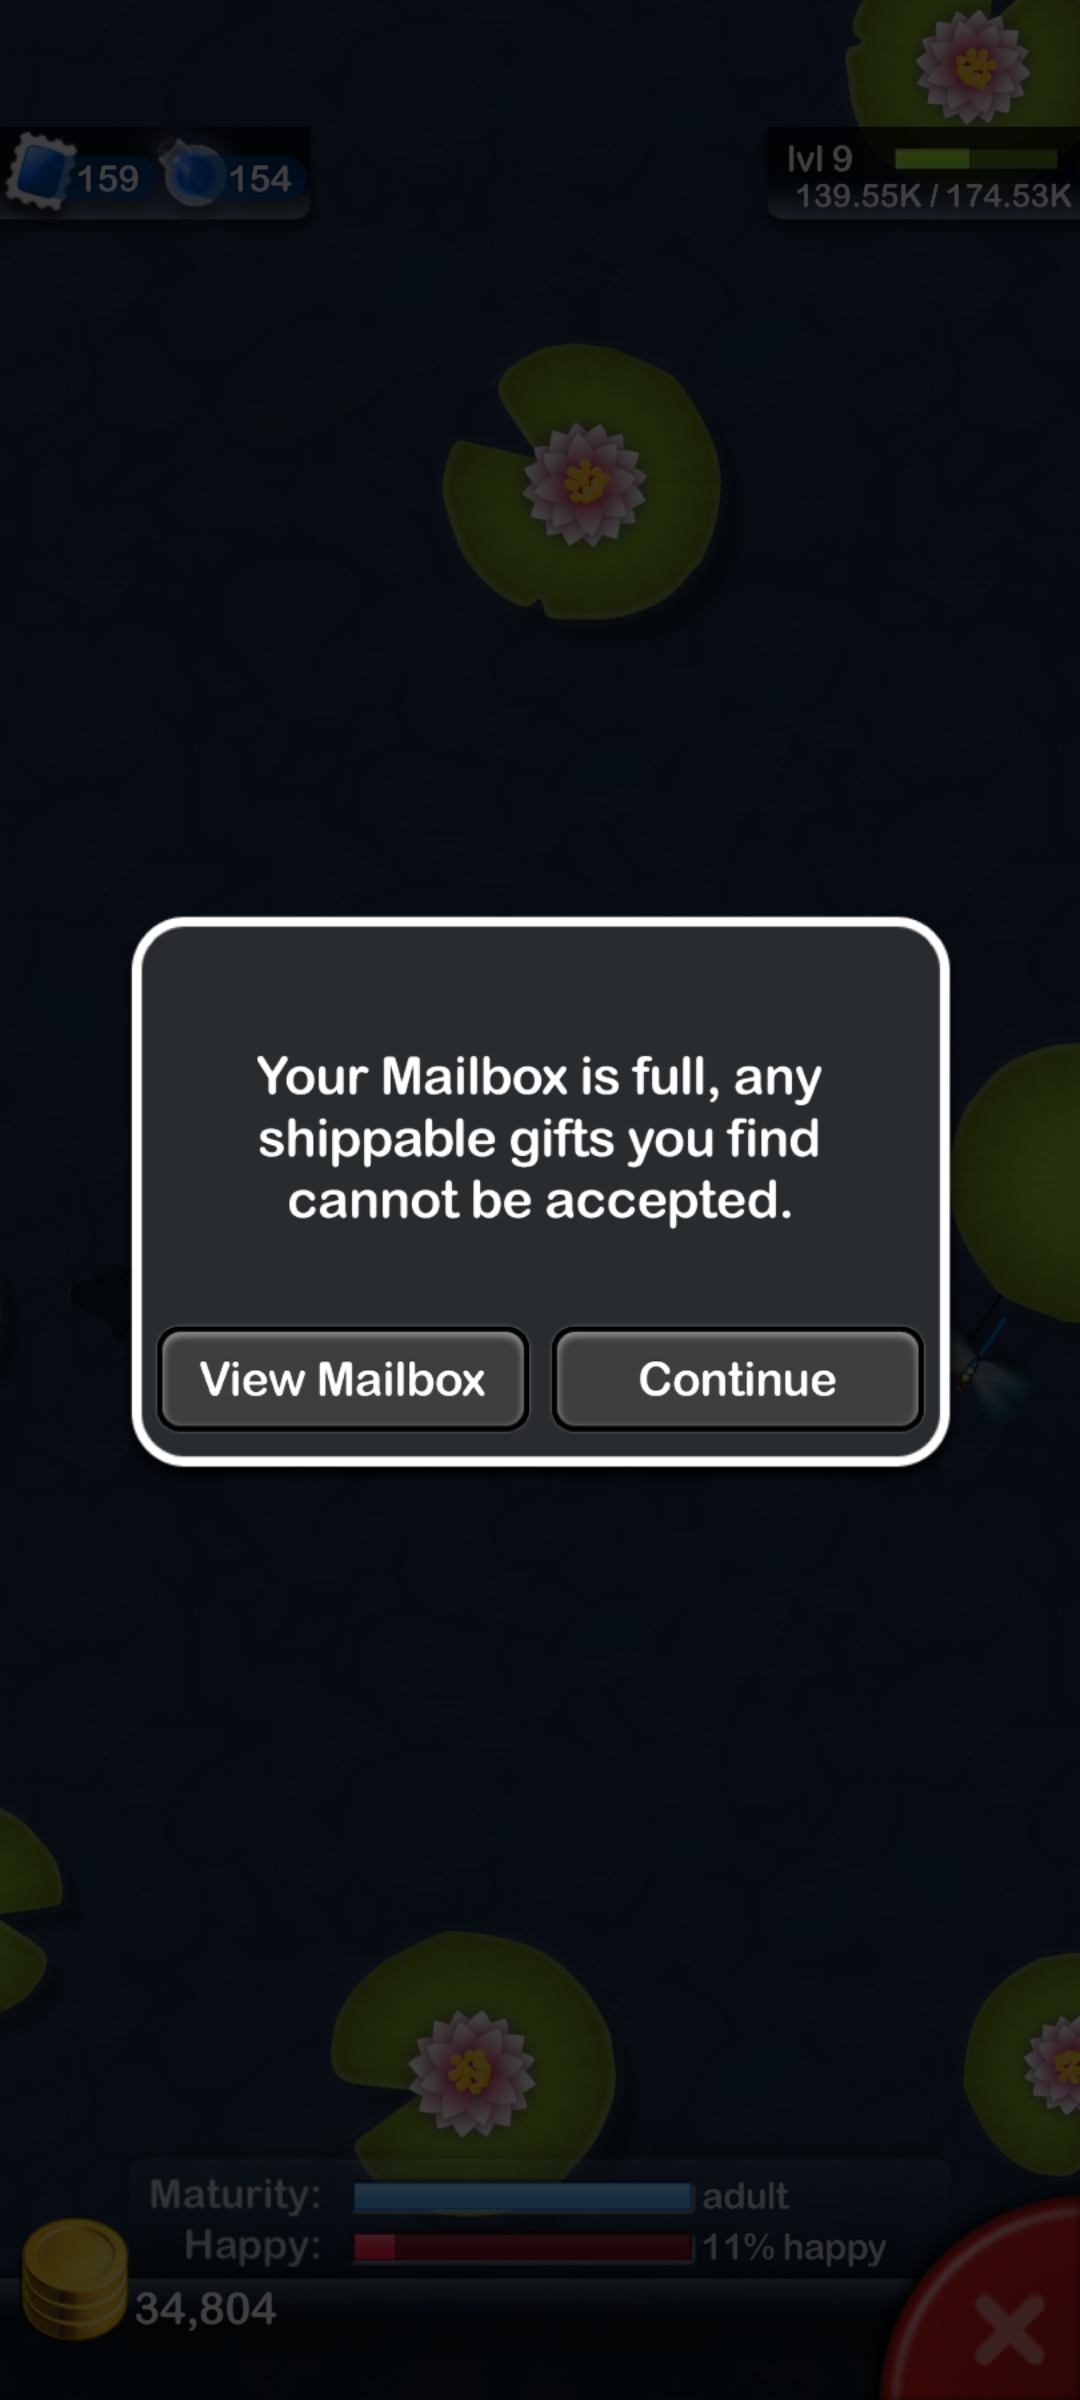 159
154
lvl 9
139.55K / 174.53K
Your Mailbox is full, any
shippable gifts you find
cannot be accepted.
View Mailbox
Continue
Maturity:
adult
Happy:
11% happy
34,804